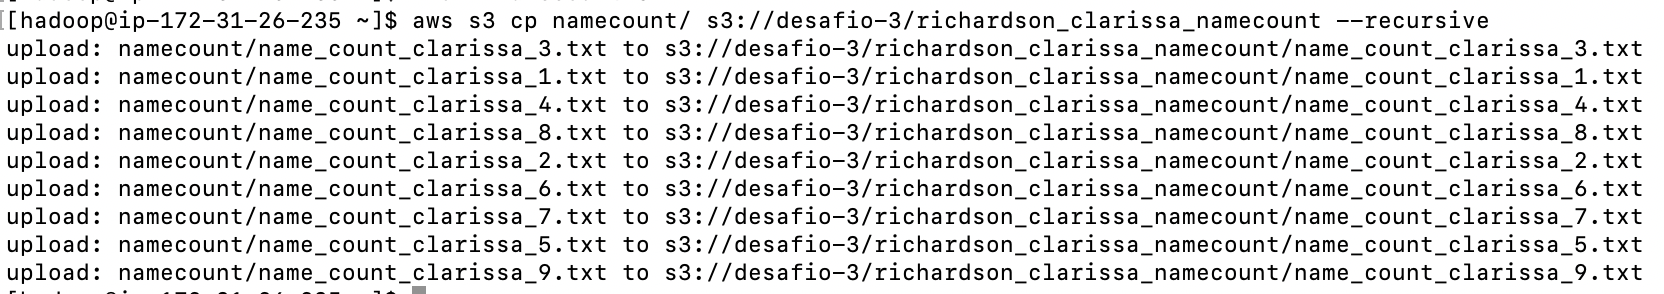 [[hadoop@ip-172-31-26-235 ~]$ aws s3 cp namecount/ s3://desafio-3/richardson_clarissa_namecount --recursive
upload: namecount/name_count_clarissa_3.txt to s3://desafio-3/richardson_clarissa_namecount/name_count_clarissa_3.txt
upload: namecount/name_count_clarissa_1.txt to s3://desafio-3/richardson_clarissa_namecount/name_count_clarissa_1.txt
upload: namecount/name_count_clarissa_4.txt to s3://desafio-3/richardson_clarissa_namecount/name_count_clarissa_4.txt
upload: namecount/name_count_clarissa_8.txt to s3://desafio-3/richardson_clarissa_namecount/name_count_clarissa_8.txt
upload: namecount/name_count_clarissa_2.txt to s3://desafio-3/richardson_clarissa_namecount/name_count_clarissa_2.txt
upload: namecount/name_count_clarissa_6.txt to s3://desafio-3/richardson_clarissa_namecount/name_count_clarissa_6.txt
upload: namecount/name_count_clarissa_7.txt to s3://desafio-3/richardson_clarissa_namecount/name_count_clarissa_7.txt
upload: namecount/name_count_clarissa_5.txt to s3://desafio-3/richardson_clarissa_namecount/name_count_clarissa_5.txt
upload: namecount/name_count_clarissa_9.txt to s3://desafio-3/richardson_clarissa_namecount/name_count_clarissa_9.txt